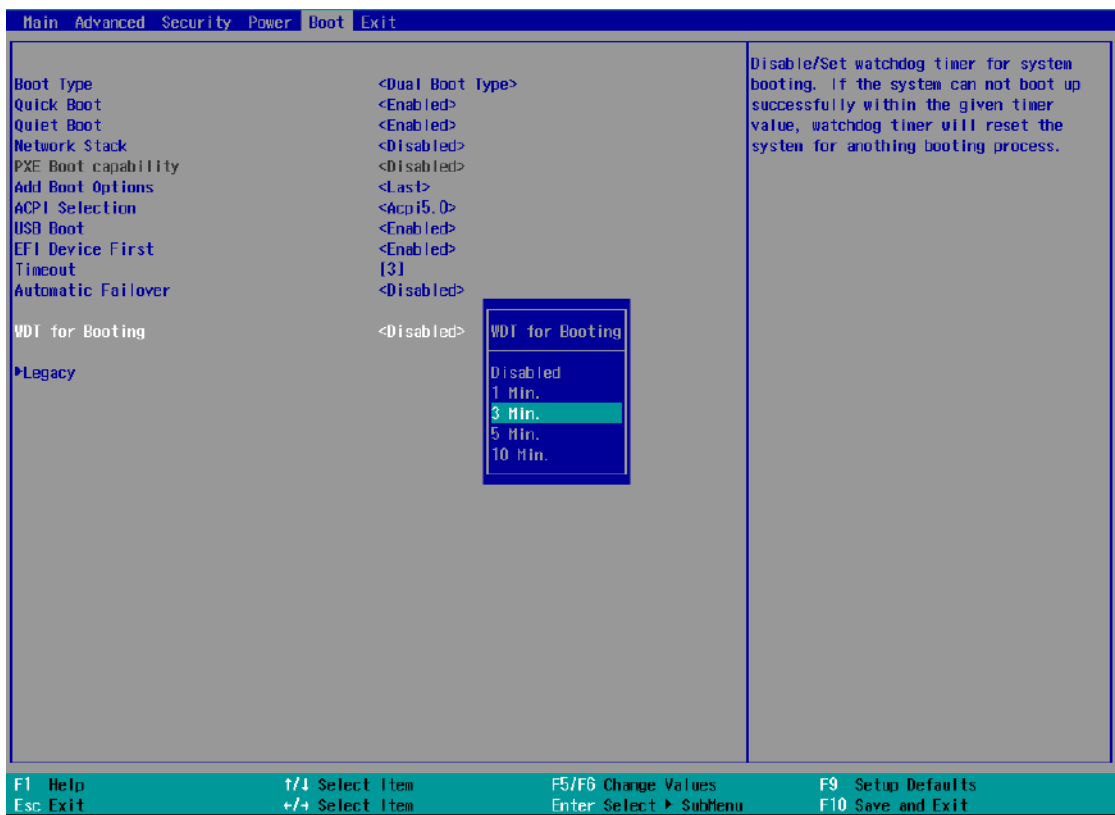 Main Advanced Security Power Boot Exit
Boot Type <Dual Boot Type>
Quick Boot <Enabled>
Quiet Boot <Enabled>
Network Stack <Disabled>
PXE Boot capability <Disabled>
Add Boot Options <Last>
ACPI Selection <Acpi5.0>
USB Boot <Enabled>
EFI Device First <Enabled>
Timeout [3]
Automatic Failover <Disabled>
WDT for Booting <Disabled>
▶Legacy
WDT for Booting
Disabled
1 Min.
3 Min.
5 Min.
10 Min.
Disable/Set watchdog timer for system
booting. If the system can not boot up
successfully within the given timer
value, watchdog timer will reset the
system for anothing booting process.
F1 Help ↑/↓ Select Item F5/F6 Change Values F9 Setup Defaults
Esc Exit ←/→ Select Item Enter Select ▶ SubMenu F10 Save and Exit